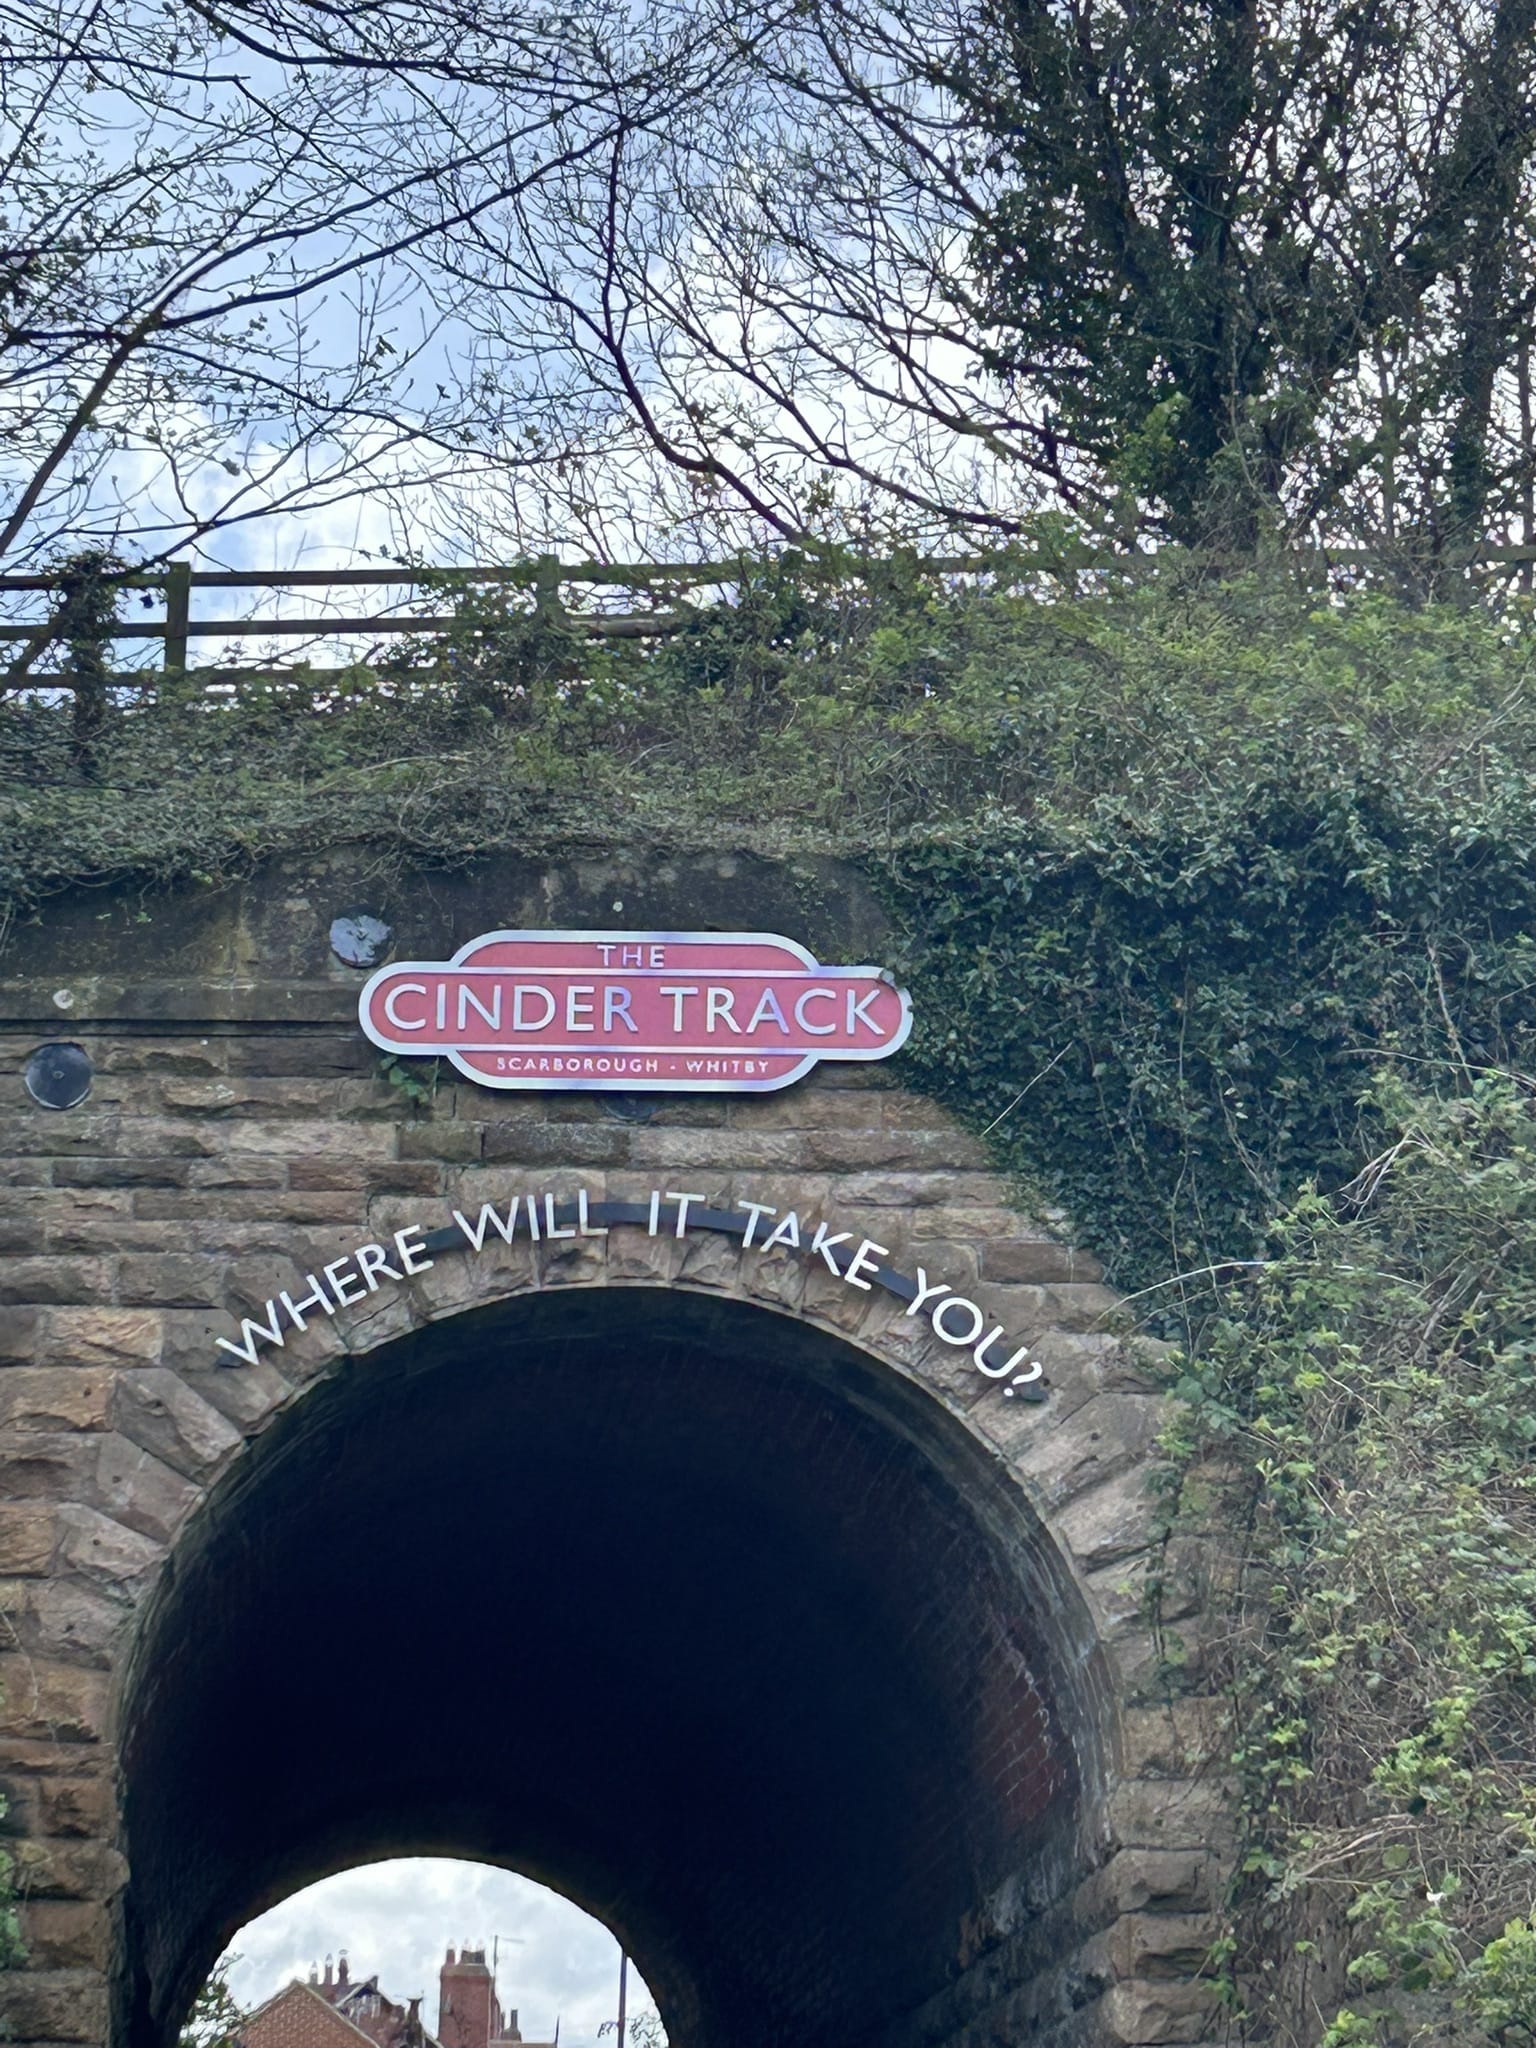 THE
CINDER TRACK
SCARBOROUGH - WHITBY
WHERE WILL IT TAKE YOU?